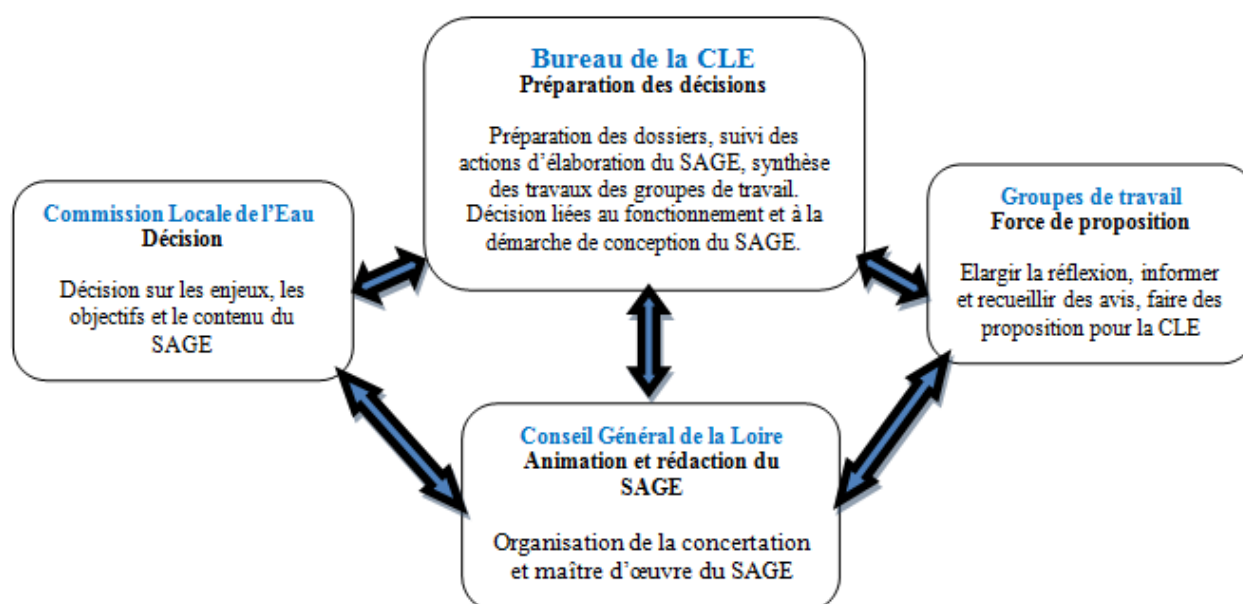 Bureau de la CLE
Préparation des décisions
Préparation des dossiers, suivi des
actions d’élaboration du SAGE, synthèse
des travaux des groupes de travail.
Décision liées au fonctionnement et à la
démarche de conception du SAGE.
Commission Locale de l’Eau
Décision
Décision sur les enjeux, les
objectifs et le contenu du
SAGE
Groupes de travail
Force de proposition
Elargir la réflexion, informer
et recueillir des avis, faire des
proposition pour la CLE
Conseil Général de la Loire
Animation et rédaction du
SAGE
Organisation de la concertation
et maître d’œuvre du SAGE